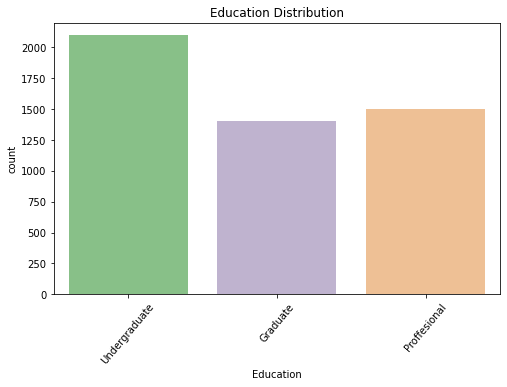 Education Distribution
2000
1750
1500
1250
1000
750
500
250
0
count
Undergraduate
Graduate
Proffesional
Education